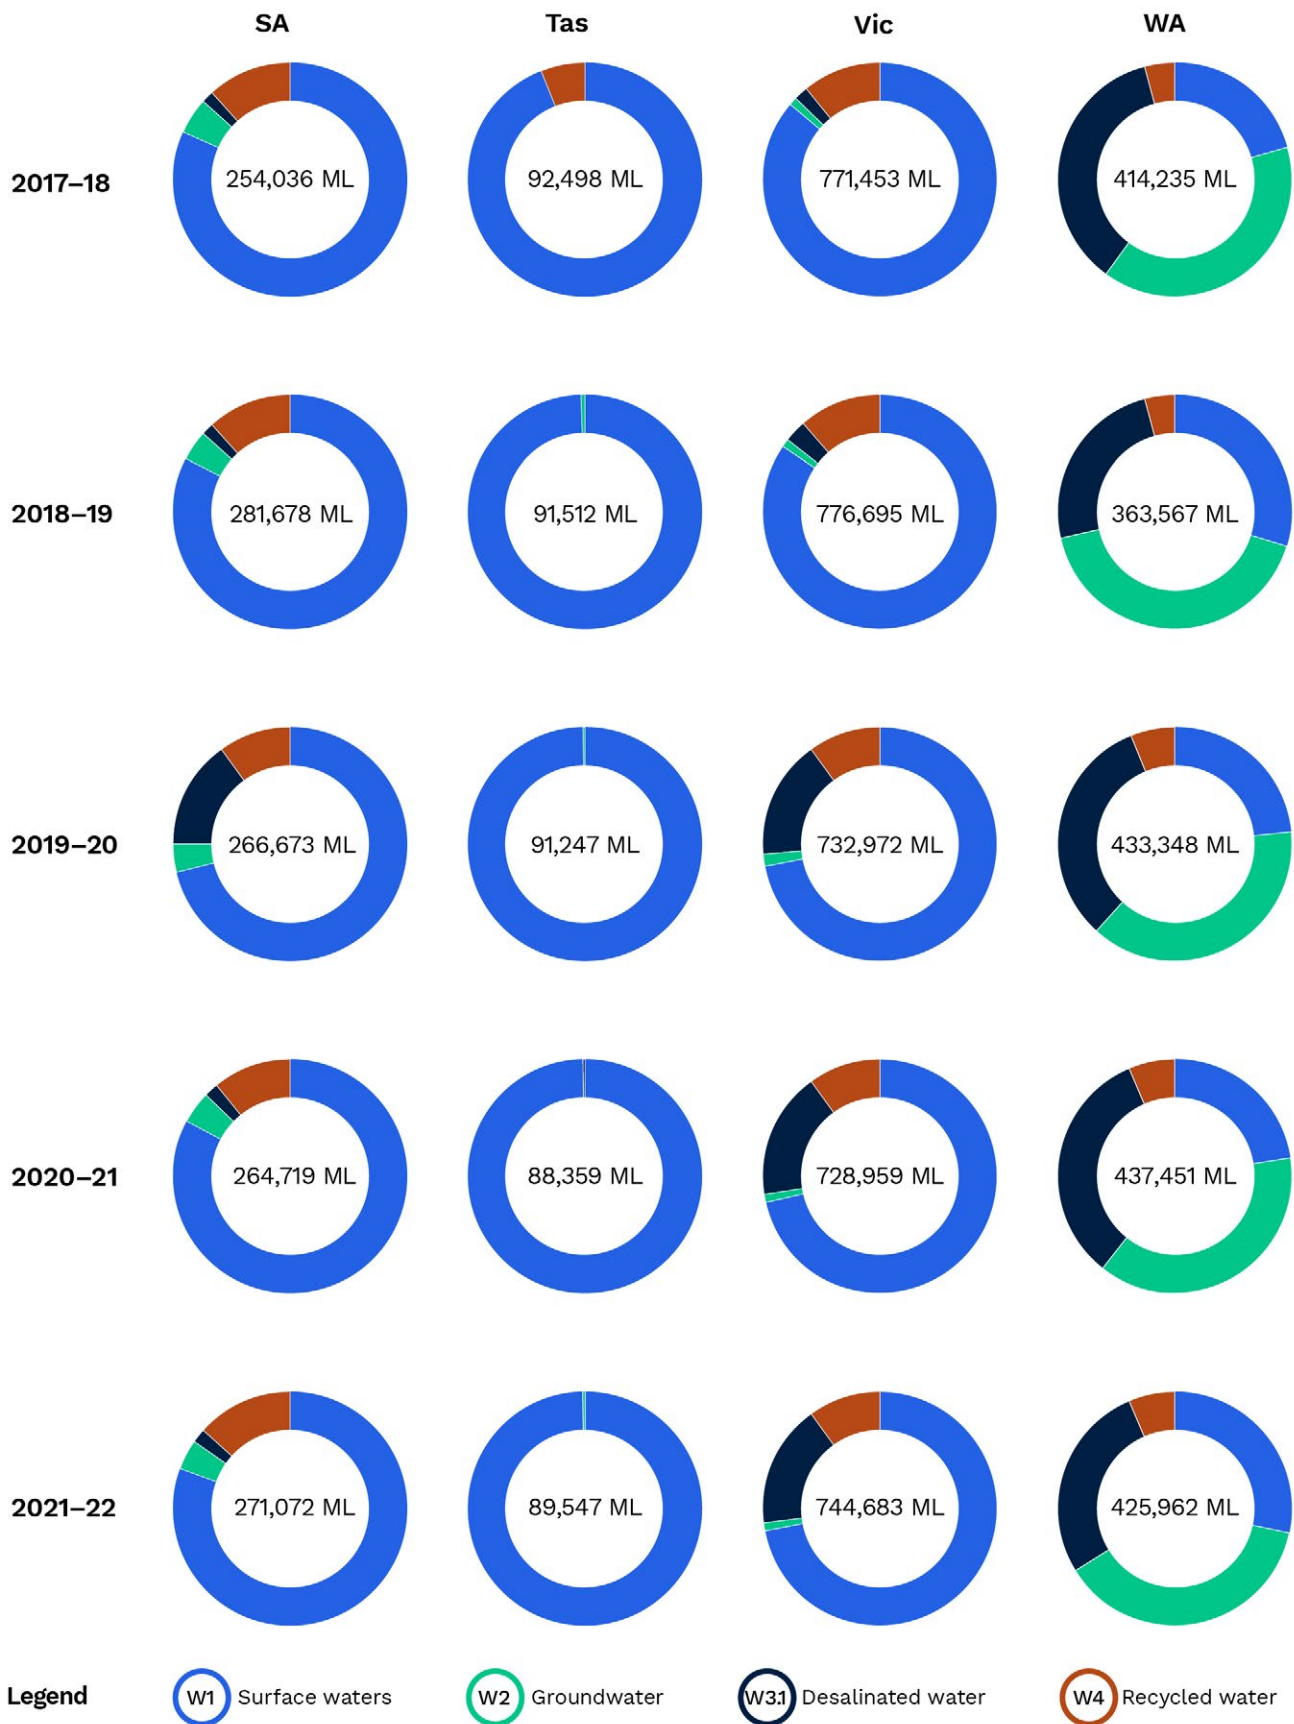 SA Tas Vic WA
2017–18 254,036 ML 92,498 ML 771,453 ML 414,235 ML
2018–19 281,678 ML 91,512 ML 776,695 ML 363,567 ML
2019–20 266,673 ML 91,247 ML 732,972 ML 433,348 ML
2020–21 264,719 ML 88,359 ML 728,959 ML 437,451 ML
2021–22 271,072 ML 89,547 ML 744,683 ML 425,962 ML
Legend W1 Surface waters W2 Groundwater W3.1 Desalinated water W4 Recycled water